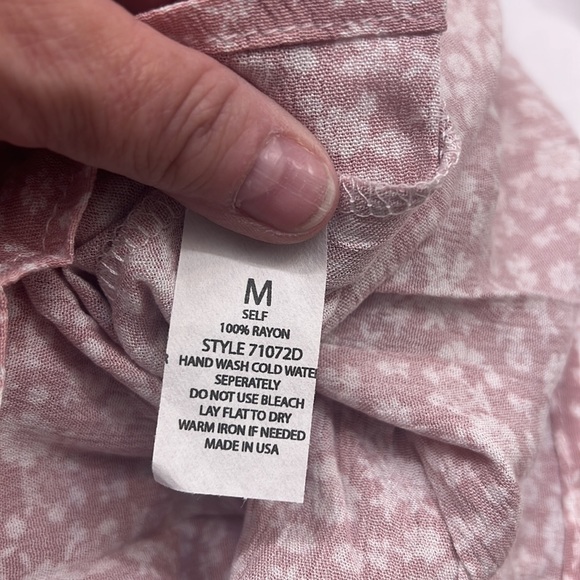 M
SELF
100% RAYON
STYLE 71072D
HAND WASH COLD WATE
SEPERATELY
DO NOT USE BLEACH
LAY FLAT TO DRY
WARM IRON IF NEEDED
MADE IN USA